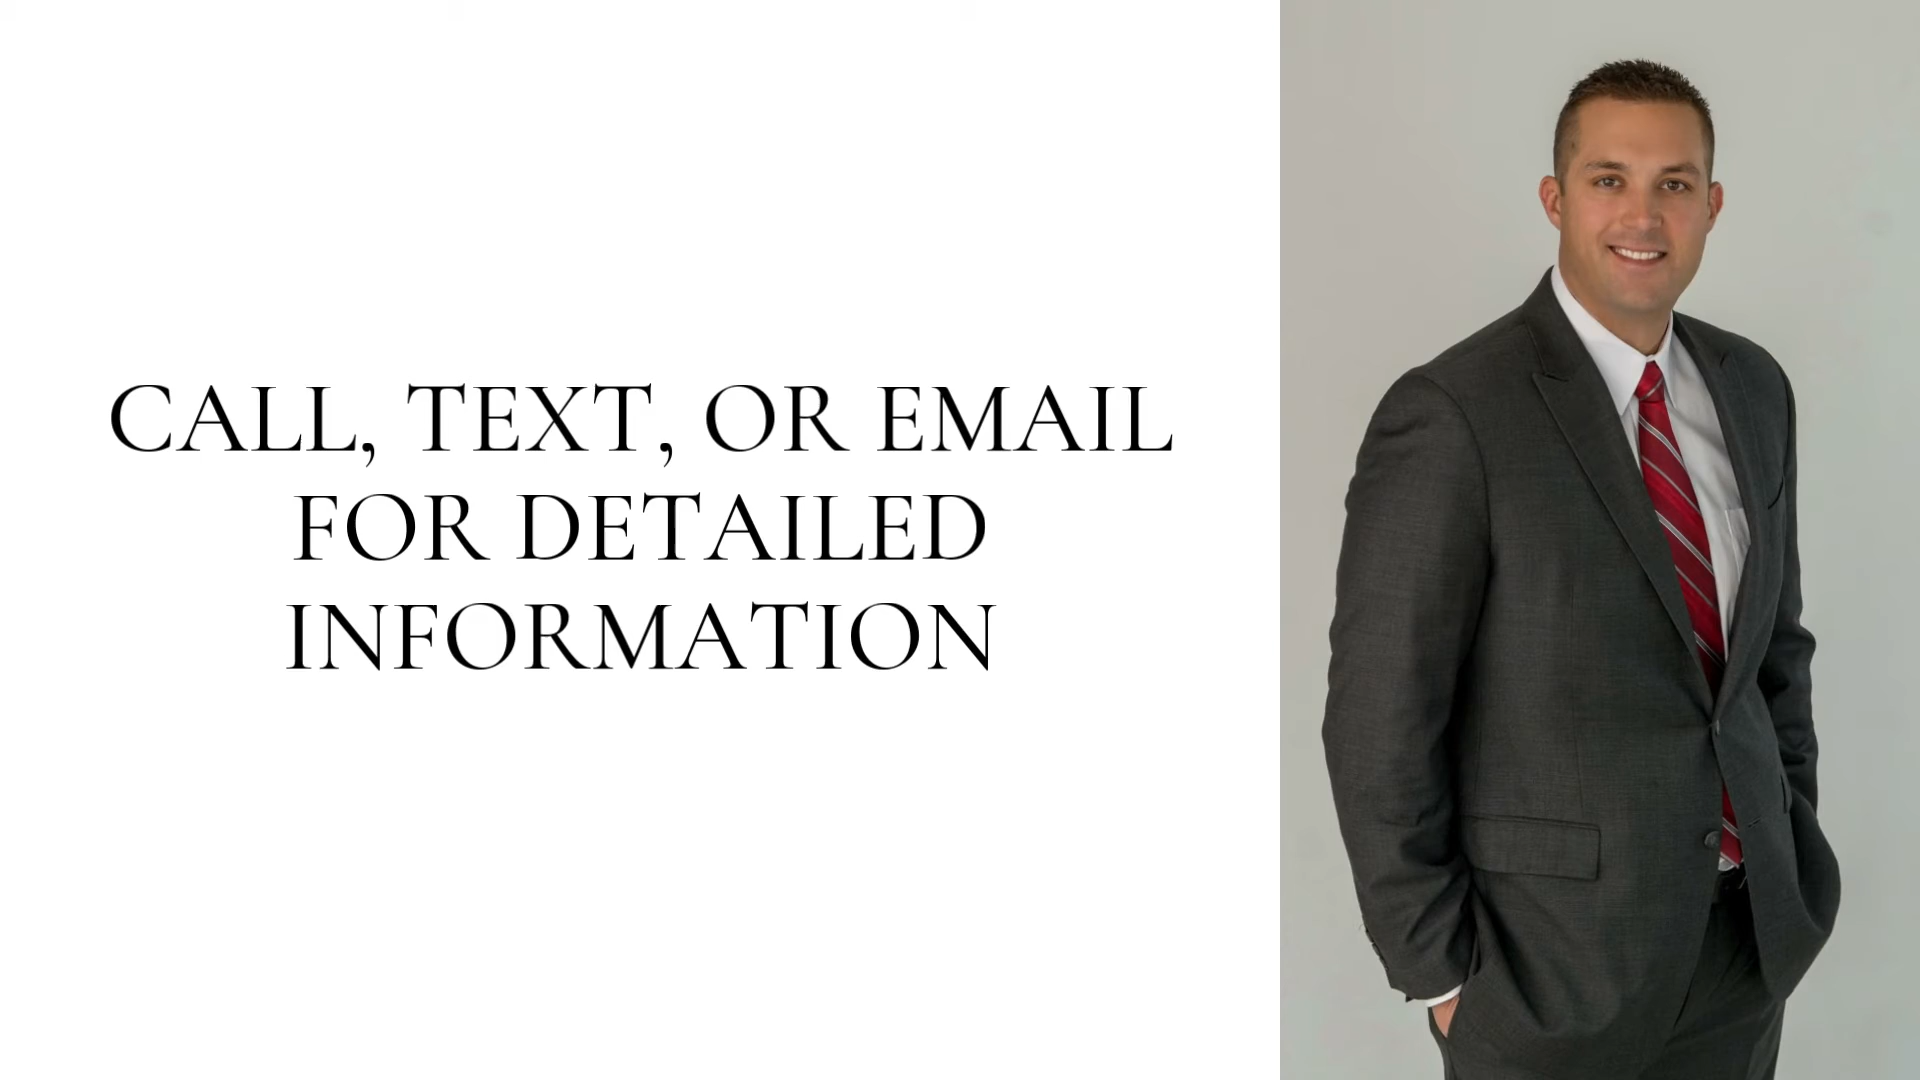 CALL, TEXT, OR EMAIL
FOR DETAILED
INFORMATION